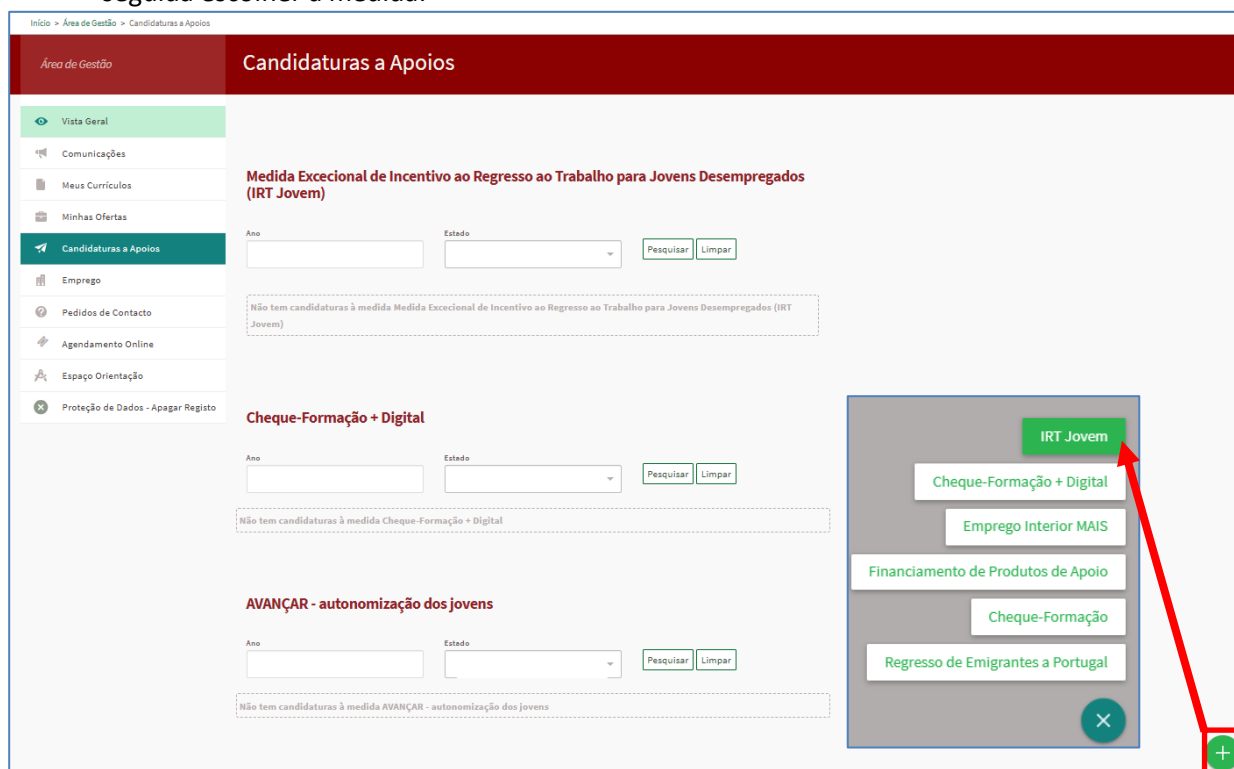 seguida escolher a medida.
Início > Área de Gestão > Candidaturas a Apoios
Área de Gestão
Candidaturas a Apoios
Vista Geral
Comunicações
Meus Currículos
Minhas Ofertas
Candidaturas a Apoios
Emprego
Pedidos de Contacto
Agendamento Online
Espaço Orientação
Proteção de Dados - Apagar Registo
Medida Excecional de Incentivo ao Regresso ao Trabalho para Jovens Desempregados
(IRT Jovem)
Ano Estado
Pesquisar Limpar
Não tem candidaturas à medida Medida Excecional de Incentivo ao Regresso ao Trabalho para Jovens Desempregados (IRT
Jovem)
Cheque-Formação + Digital
Ano Estado
Pesquisar Limpar
Não tem candidaturas à medida Cheque-Formação + Digital
AVANÇAR - autonomização dos jovens
Ano Estado
Pesquisar Limpar
Não tem candidaturas à medida AVANÇAR - autonomização dos jovens
IRT Jovem
Cheque-Formação + Digital
Emprego Interior MAIS
Financiamento de Produtos de Apoio
Cheque-Formação
Regresso de Emigrantes a Portugal